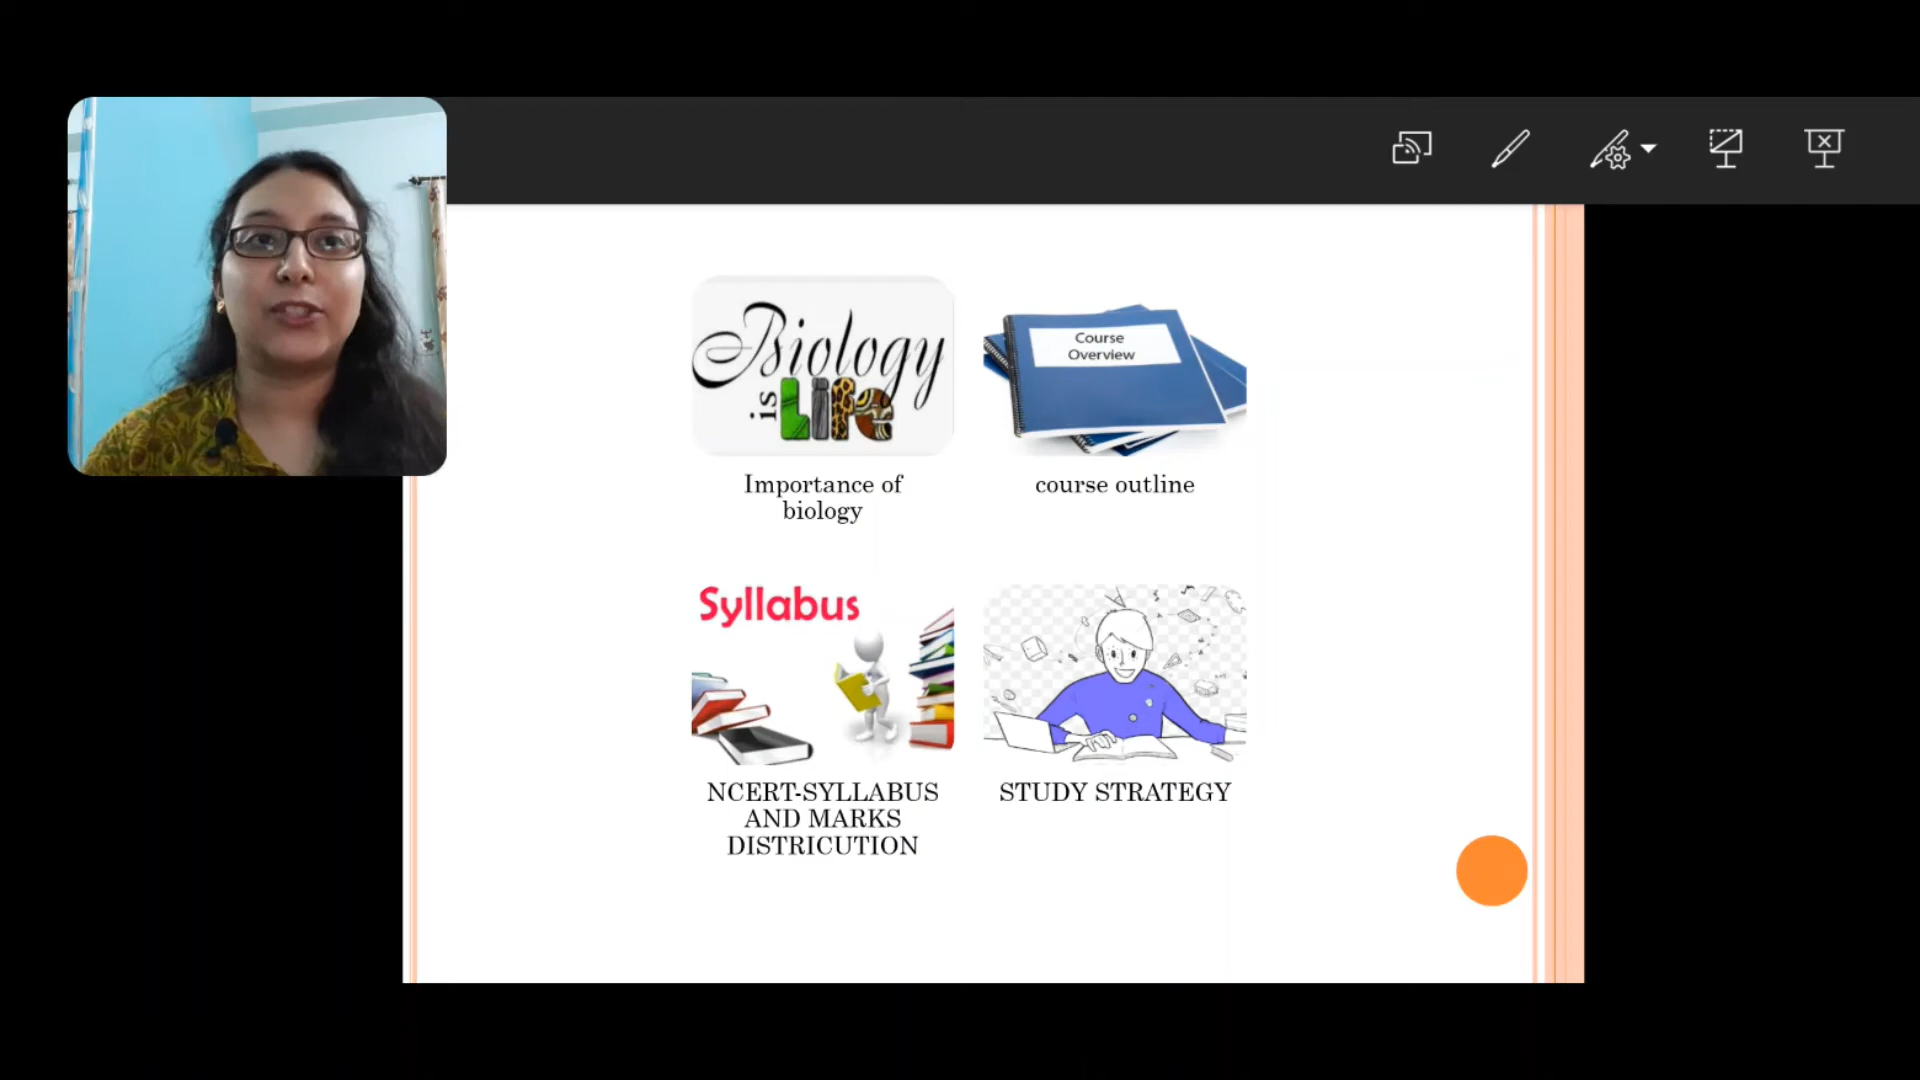 Biology
is Life
Importance of
biology
Course
Overview
course outline
Syllabus
NCERT-SYLLABUS
AND MARKS
DISTRICUTION
STUDY STRATEGY